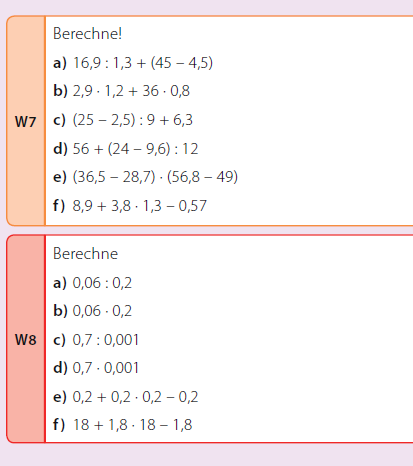 Berechne!
a) 16,9 : 1,3 + (45 – 4,5)
b) 2,9 · 1,2 + 36 · 0,8
W7 c) (25 – 2,5) : 9 + 6,3
d) 56 + (24 – 9,6) : 12
e) (36,5 – 28,7) · (56,8 – 49)
f) 8,9 + 3,8 · 1,3 – 0,57
Berechne
a) 0,06 : 0,2
b) 0,06 · 0,2
W8 c) 0,7 : 0,001
d) 0,7 · 0,001
e) 0,2 + 0,2 · 0,2 – 0,2
f) 18 + 1,8 · 18 – 1,8